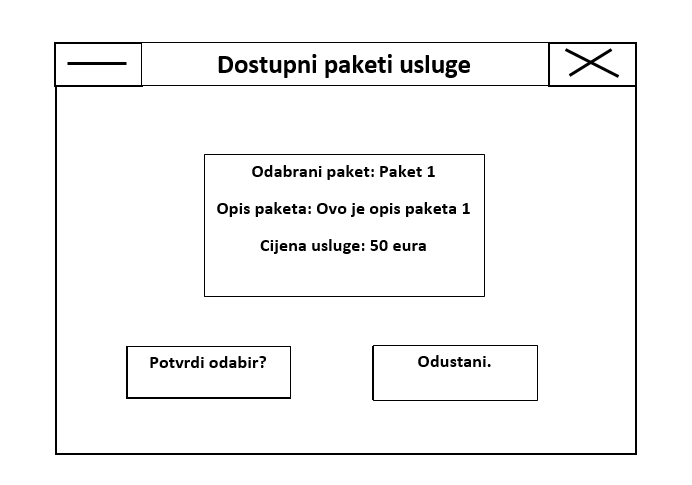 Dostupni paketi usluge
Odabrani paket: Paket 1
Opis paketa: Ovo je opis paketa 1
Cijena usluge: 50 eura
Potvrdi odabir?
Odustani.